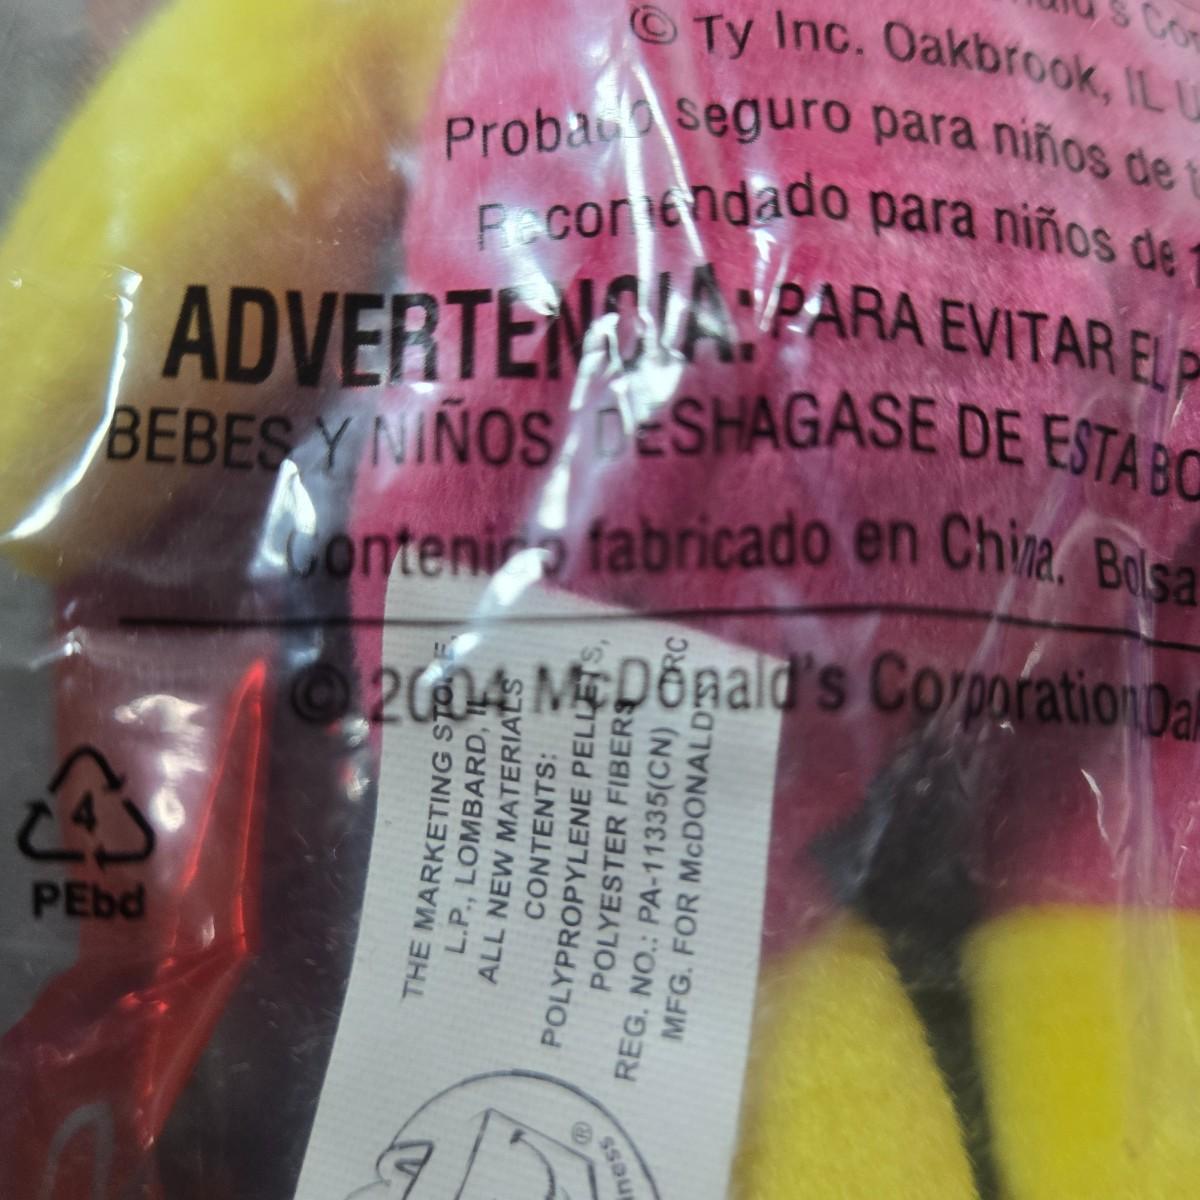 © Ty Inc. Oakbrook, IL
Probado seguro para niños de
Recomendado para niños de
ADVERTENCIA: PARA EVITAR EL
BEBES Y NIÑOS, DESHAGASE DE ESTA
Contenido fabricado en China. Bolsa
© 2004 McDonald's Corporation
4
PEbd
THE MARKETING STORE,
L.P., LOMBARD, IL
ALL NEW MATERIALS
CONTENTS:
POLYPROPYLENE PELLETS,
POLYESTER FIBERS
REG. NO.: PA-11335(CN)
MFG. FOR McDONALD'S
®